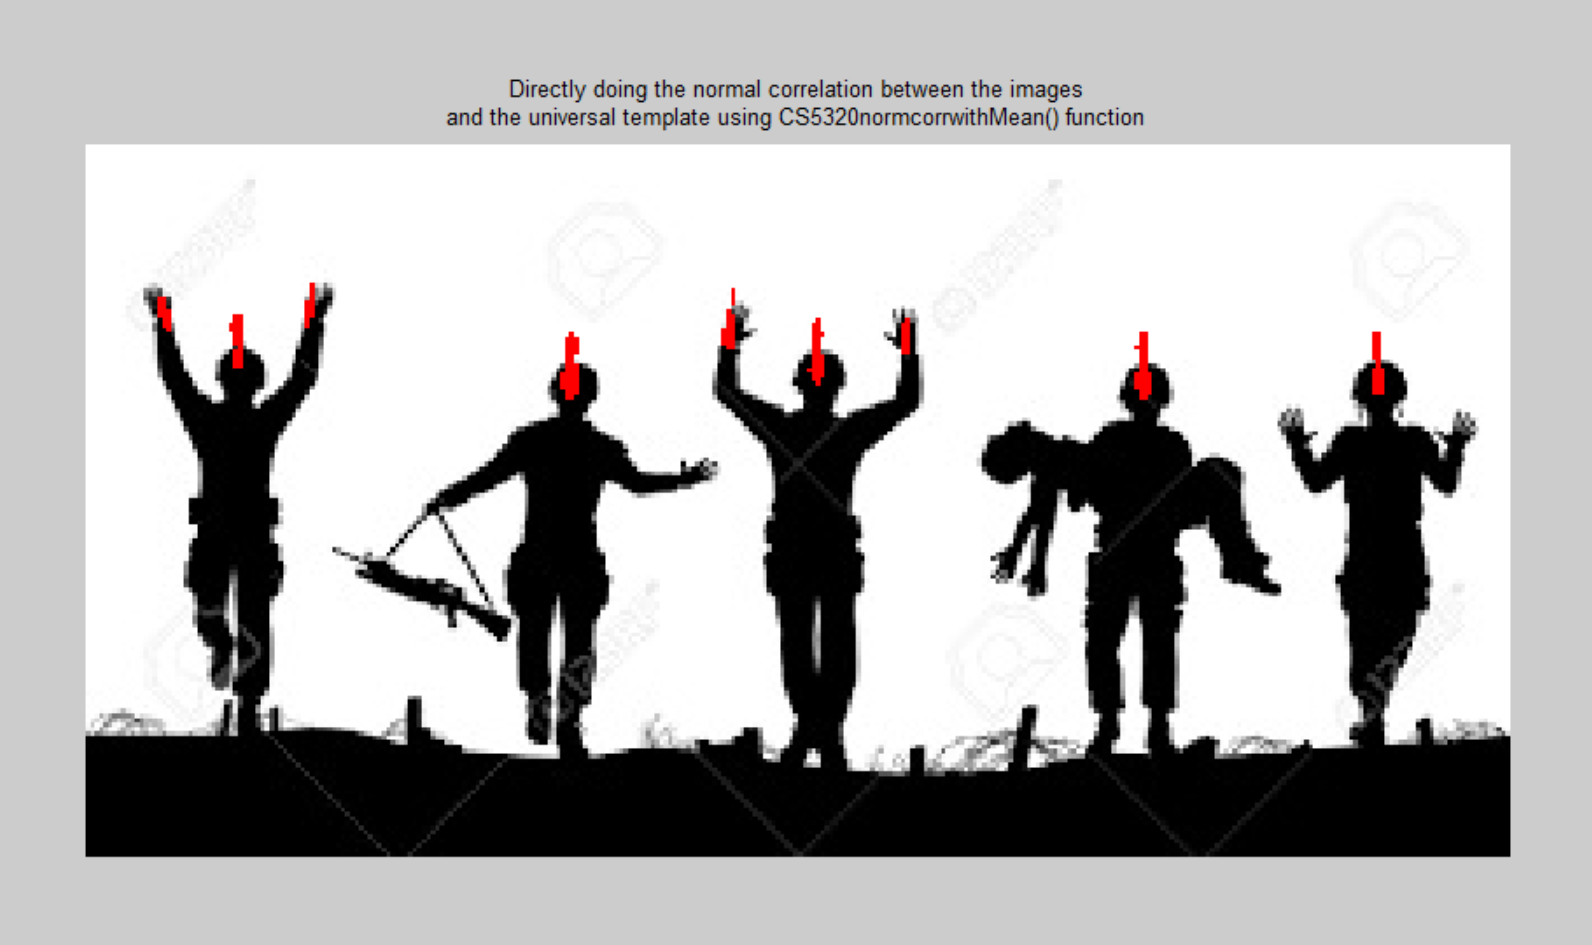 Directly doing the normal correlation between the images
and the universal template using CS5320normcorrwithMean() function